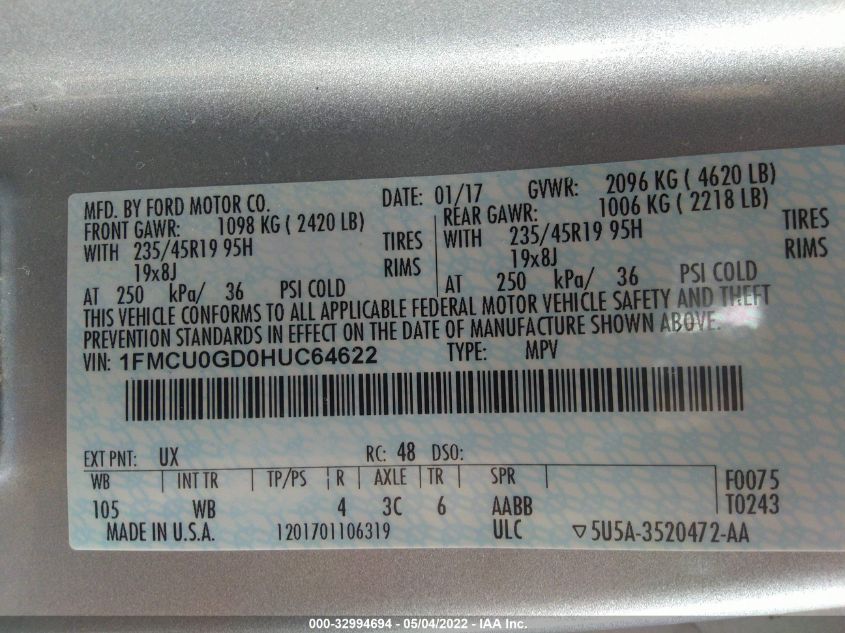 MFD. BY FORD MOTOR CO. DATE: 01/17 GVWR: 2096 KG ( 4620 LB)
FRONT GAWR: 1098 KG ( 2420 LB) REAR GAWR: 1006 KG ( 2218 LB)
WITH 235/45R19 95H TIRES WITH 235/45R19 95H TIRES
19x8J RIMS 19x8J RIMS
AT 250 kPa/ 36 PSI COLD AT 250 kPa/ 36 PSI COLD
THIS VEHICLE CONFORMS TO ALL APPLICABLE FEDERAL MOTOR VEHICLE SAFETY AND THEFT
PREVENTION STANDARDS IN EFFECT ON THE DATE OF MANUFACTURE SHOWN ABOVE.
VIN: 1FMCU0GD0HUC64622 TYPE: MPV
EXT PNT: UX RC: 48 DSO:
WB INT TR TP/PS R AXLE TR SPR F0075
105 WB 4 3C 6 AABB T0243
MADE IN U.S.A. 1201701106319 ULC ▽5U5A-3520472-AA
000-32994694 - 05/04/2022 - IAA Inc.